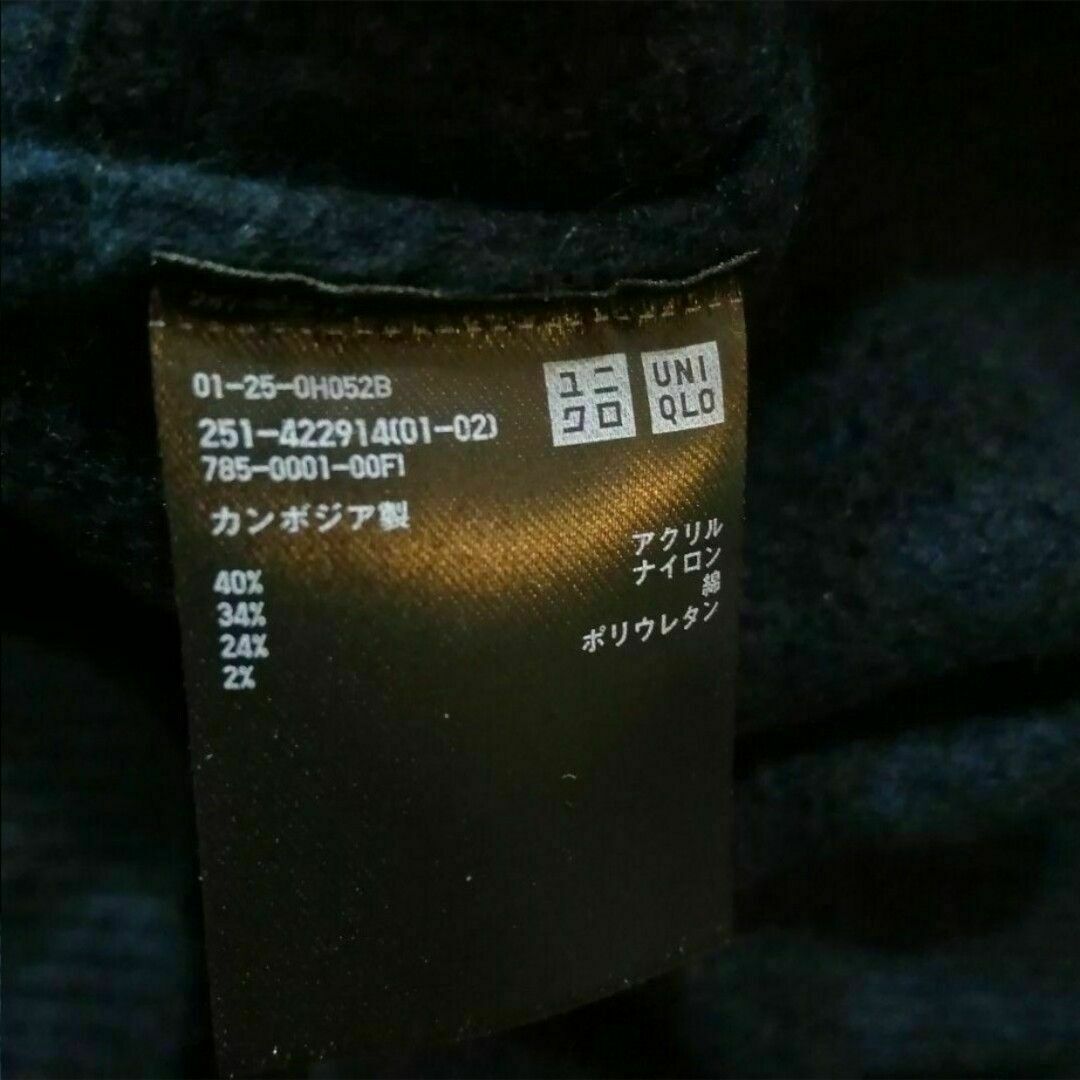 01-25-0H052B
251-422914(01-02)
785-0001-00F1
カンボジア製
ユニ
クロ
UNI
QLO
40% アクリル
34% ナイロン
24% 綿
2% ポリウレタン